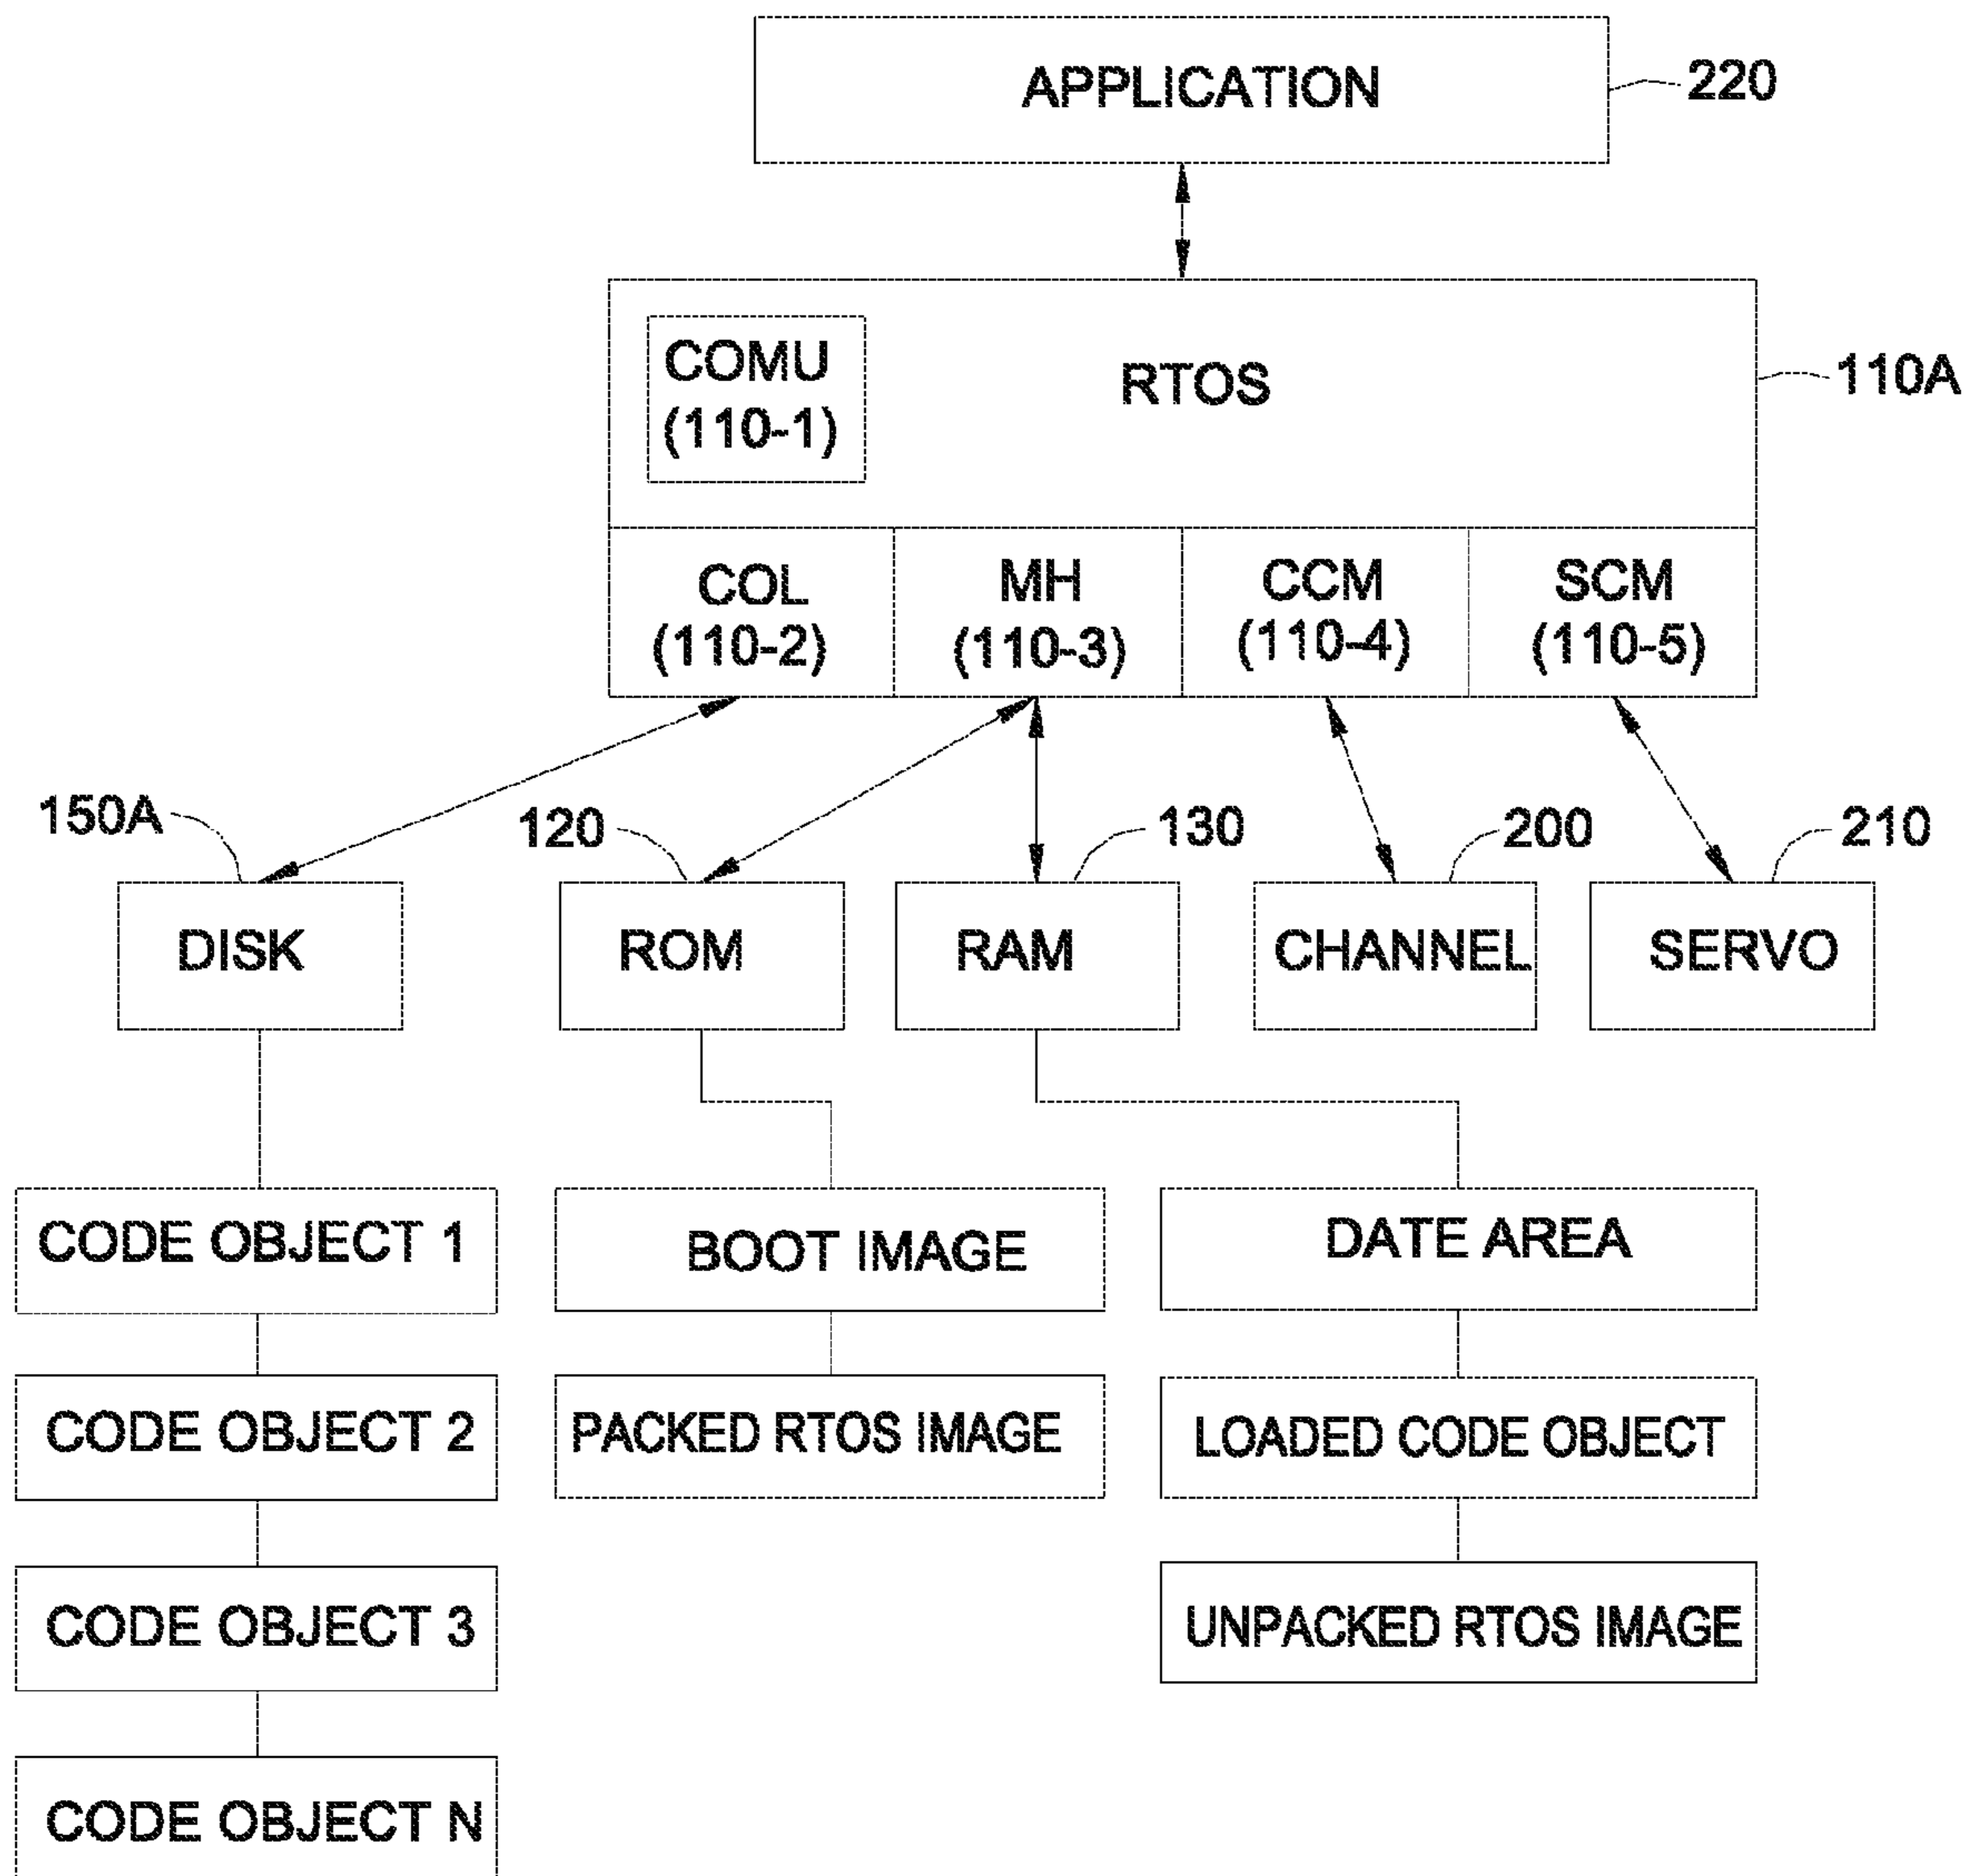 APPLICATION
220
COMU
(110-1)
RTOS
110A
COL
(110-2)
MH
(110-3)
CCM
(110-4)
SCM
(110-5)
150A
120
130
200
210
DISK
ROM
RAM
CHANNEL
SERVO
CODE OBJECT 1
BOOT IMAGE
DATE AREA
CODE OBJECT 2
PACKED RTOS IMAGE
LOADED CODE OBJECT
CODE OBJECT 3
UNPACKED RTOS IMAGE
CODE OBJECT N